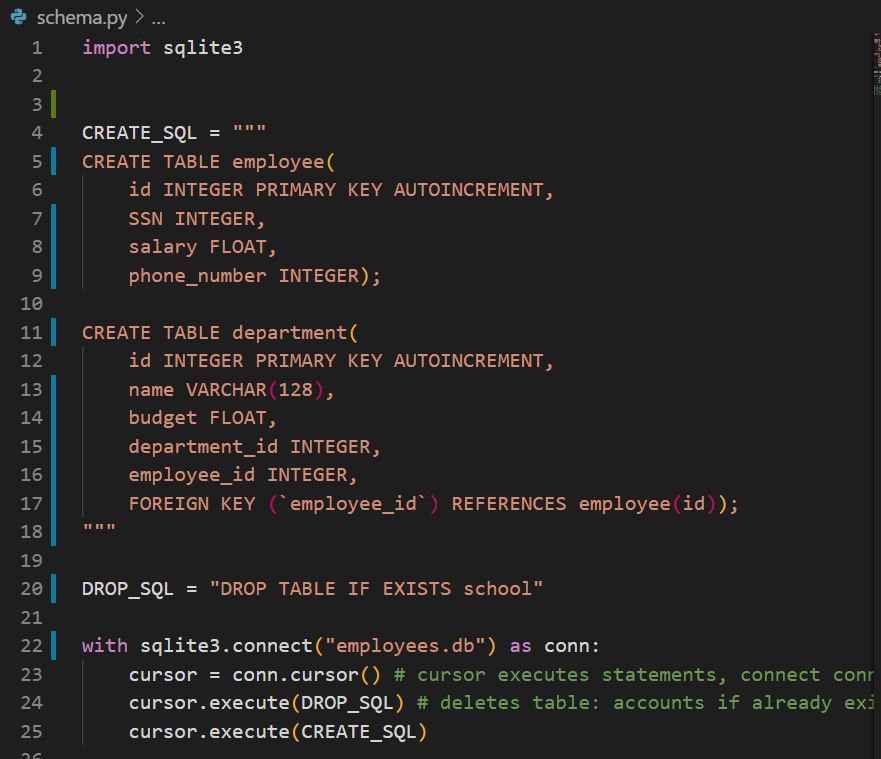 schema.py > ...
1 import sqlite3
2
3
4 CREATE_SQL = """
5 CREATE TABLE employee(
6     id INTEGER PRIMARY KEY AUTOINCREMENT,
7     SSN INTEGER,
8     salary FLOAT,
9     phone_number INTEGER);
10
11 CREATE TABLE department(
12     id INTEGER PRIMARY KEY AUTOINCREMENT,
13     name VARCHAR(128),
14     budget FLOAT,
15     department_id INTEGER,
16     employee_id INTEGER,
17     FOREIGN KEY (`employee_id`) REFERENCES employee(id));
18 """
19
20 DROP_SQL = "DROP TABLE IF EXISTS school"
21
22 with sqlite3.connect("employees.db") as conn:
23     cursor = conn.cursor() # cursor executes statements, connect
24     cursor.execute(DROP_SQL) # deletes table: accounts if already
25     cursor.execute(CREATE_SQL)